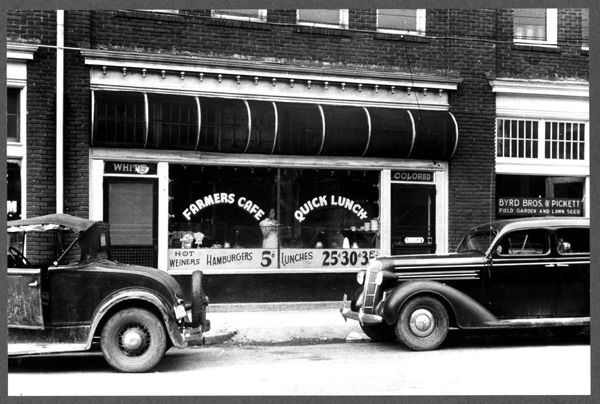 WHITE
COLORED
FARMERS CAFE
QUICK LUNCH
HOT WEINERS HAMBURGERS 5¢
LUNCHES 25¢ 30¢ 35¢
BYRD BROS. & PICKETT
FIELD GARDEN AND LAWN SEED